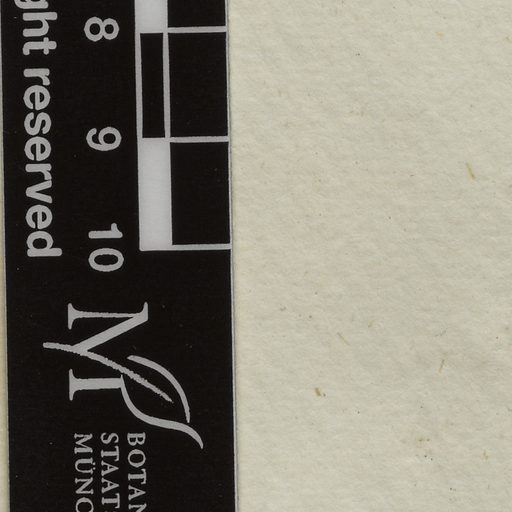 ght reserved
8
9
10
M
BOTAN
STAAT
MÜNC